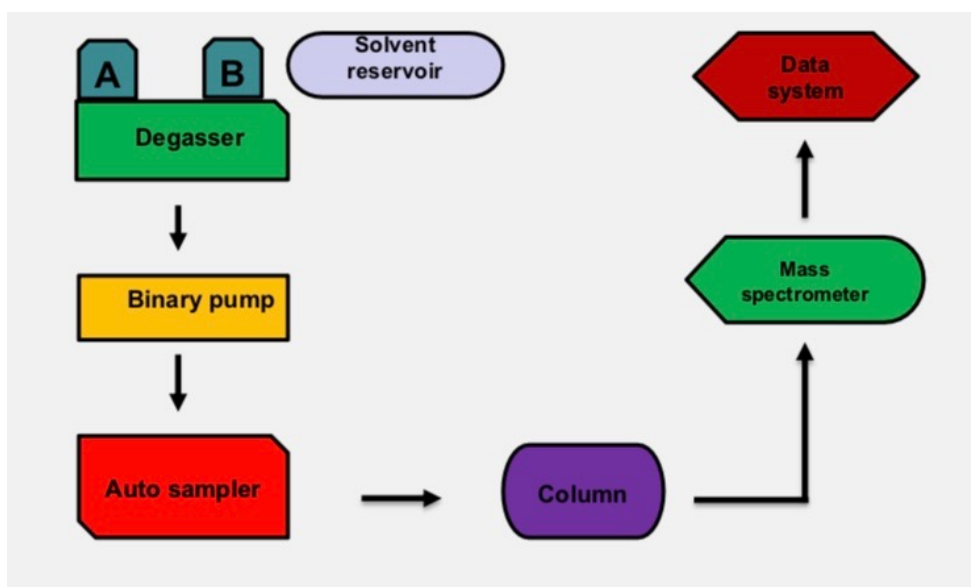 A
B
Solvent
reservoir
Degasser
Binary pump
Auto sampler
Column
Mass
spectrometer
Data
system